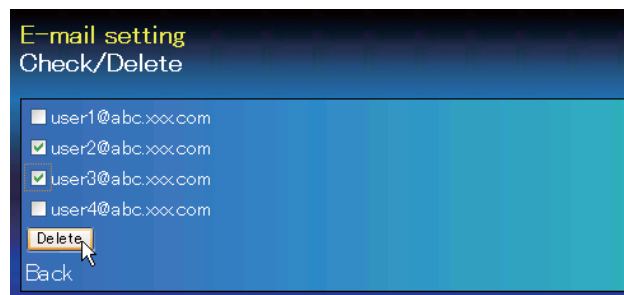 E-mail setting
Check/Delete
user1@abc.xxx.com
user2@abc.xxx.com
user3@abc.xxx.com
user4@abc.xxx.com
Delete
Back